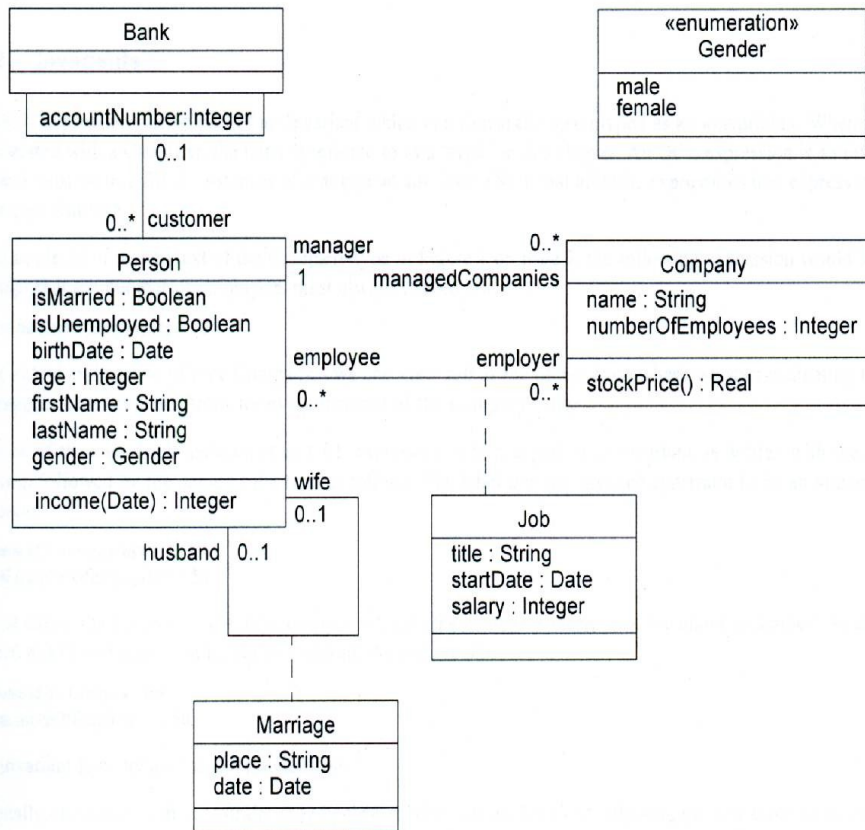 Bank
accountNumber:Integer
0..1
0..* customer
«enumeration»
Gender
male
female
Person
isMarried : Boolean
isUnemployed : Boolean
birthDate : Date
age : Integer
firstName : String
lastName : String
gender : Gender
income(Date) : Integer
manager
1
0..*
managedCompanies
Company
name : String
numberOfEmployees : Integer
stockPrice() : Real
employee
0..*
employer
0..*
wife
0..1
husband 0..1
Job
title : String
startDate : Date
salary : Integer
Marriage
place : String
date : Date